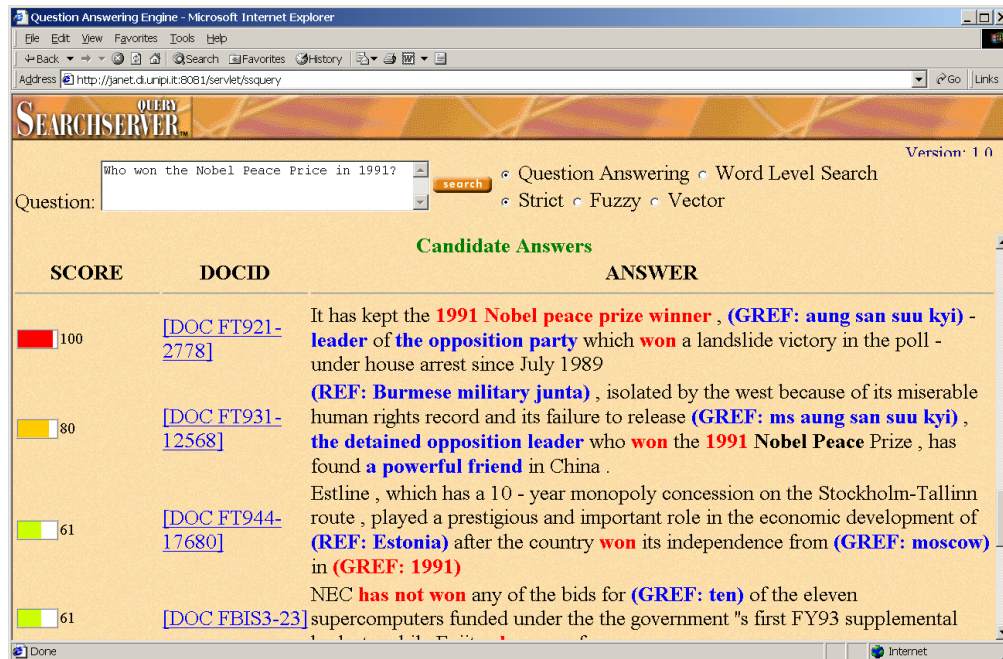 Question Answering Engine - Microsoft Internet Explorer
File Edit View Favorites Tools Help
Back Search Favorites History
Address http://janet.di.unipi.it:8081/servlet/ssquery Go Links
QUERY
SEARCHSERVER TM
Version: 1.0
Question: Who won the Nobel Peace Price in 1991? search Question Answering Word Level Search
Strict Fuzzy Vector
Candidate Answers
SCORE DOCID ANSWER
100 [DOC FT921-2778] It has kept the 1991 Nobel peace prize winner , (GREF: aung san suu kyi) -
leader of the opposition party which won a landslide victory in the poll -
under house arrest since July 1989
80 [DOC FT931-12568] (REF: Burmese military junta) , isolated by the west because of its miserable
human rights record and its failure to release (GREF: ms aung san suu kyi) ,
the detained opposition leader who won the 1991 Nobel Peace Prize , has
found a powerful friend in China .
61 [DOC FT944-17680] Estline , which has a 10 - year monopoly concession on the Stockholm-Tallinn
route , played a prestigious and important role in the economic development of
(REF: Estonia) after the country won its independence from (GREF: moscow)
in (GREF: 1991)
61 [DOC FBIS3-23] NEC has not won any of the bids for (GREF: ten) of the eleven
supercomputers funded under the the government "s first FY93 supplemental
Done Internet